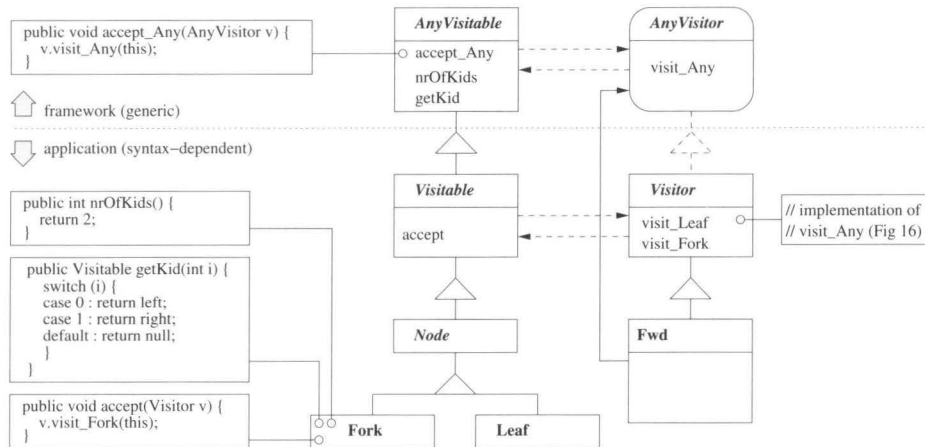 public void accept_Any(AnyVisitor v) {
v.visit_Any(this);
}
AnyVisitable
accept_Any
nrOfKids
getKid
AnyVisitor
visit_Any
framework (generic)
application (syntax-dependent)
public int nrOfKids() {
return 2;
}
public Visitable getKid(int i) {
switch (i) {
case 0 : return left;
case 1 : return right;
default : return null;
}
}
public void accept(Visitor v) {
v.visit_Fork(this);
}
Visitable
accept
Visitor
visit_Leaf
visit_Fork
// implementation of
// visit_Any (Fig 16)
Node
Fwd
Fork
Leaf